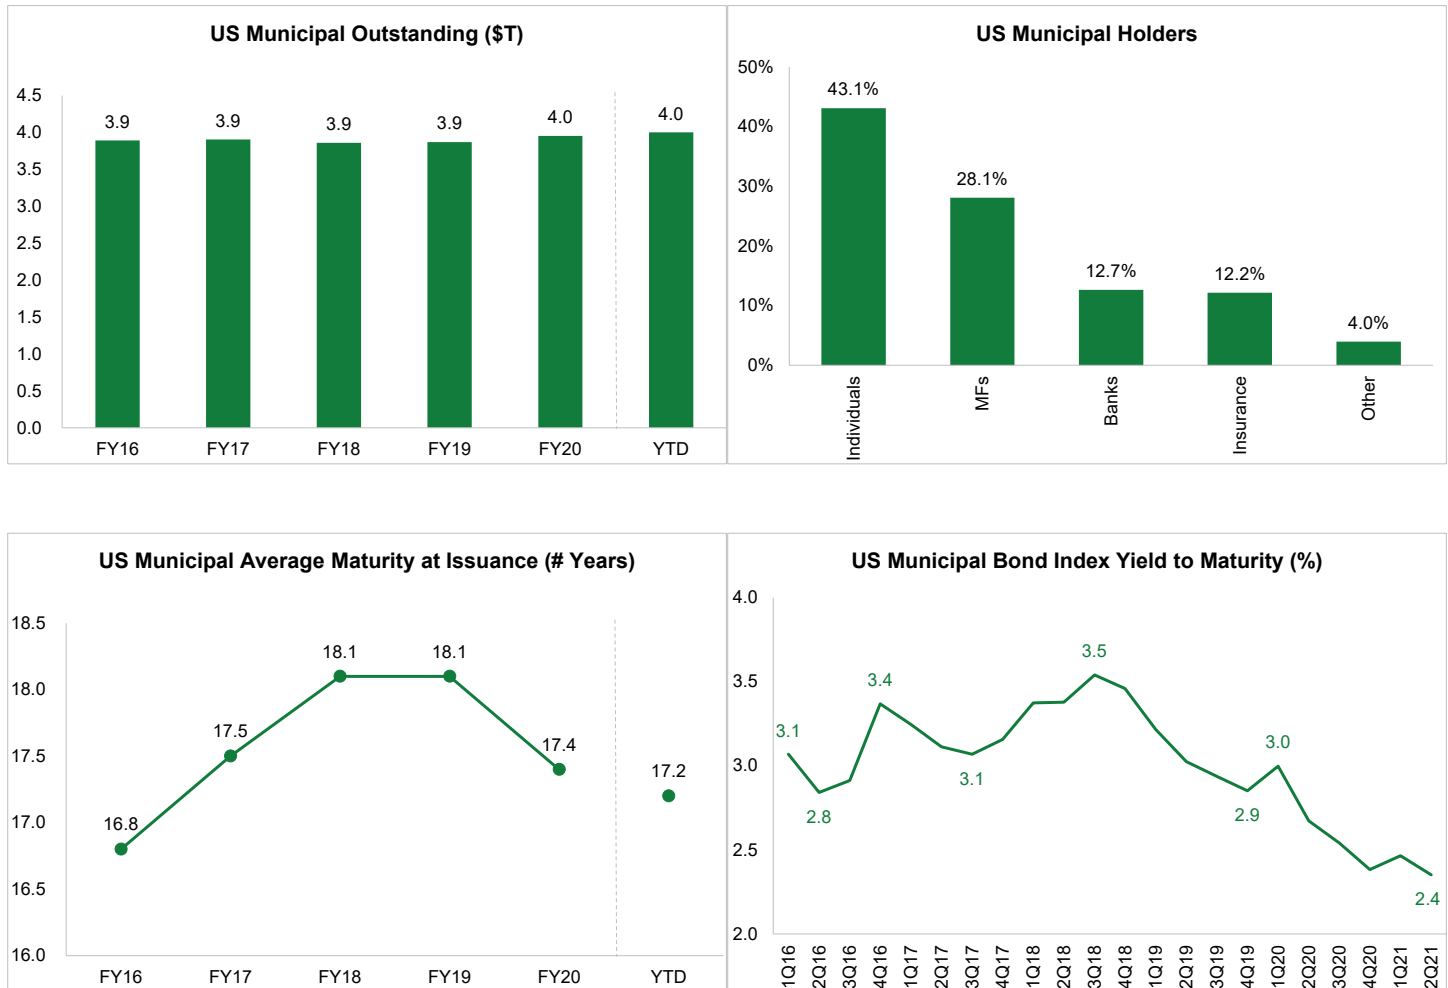 US Municipal Outstanding ($T)
4.5
4.0
3.5
3.0
2.5
2.0
1.5
1.0
0.5
0.0
3.9
3.9
3.9
3.9
4.0
4.0
FY16
FY17
FY18
FY19
FY20
YTD
US Municipal Holders
50%
40%
30%
20%
10%
0%
43.1%
28.1%
12.7%
12.2%
4.0%
Individuals
MFs
Banks
Insurance
Other
US Municipal Average Maturity at Issuance (# Years)
18.5
18.0
17.5
17.0
16.5
16.0
16.8
17.5
18.1
18.1
17.4
17.2
FY16
FY17
FY18
FY19
FY20
YTD
US Municipal Bond Index Yield to Maturity (%)
4.0
3.5
3.0
2.5
2.0
3.1
2.8
3.4
3.1
3.5
2.9
3.0
2.4
1Q16
2Q16
3Q16
4Q16
1Q17
2Q17
3Q17
4Q17
1Q18
2Q18
3Q18
4Q18
1Q19
2Q19
3Q19
4Q19
1Q20
2Q20
3Q20
4Q20
1Q21
2Q21